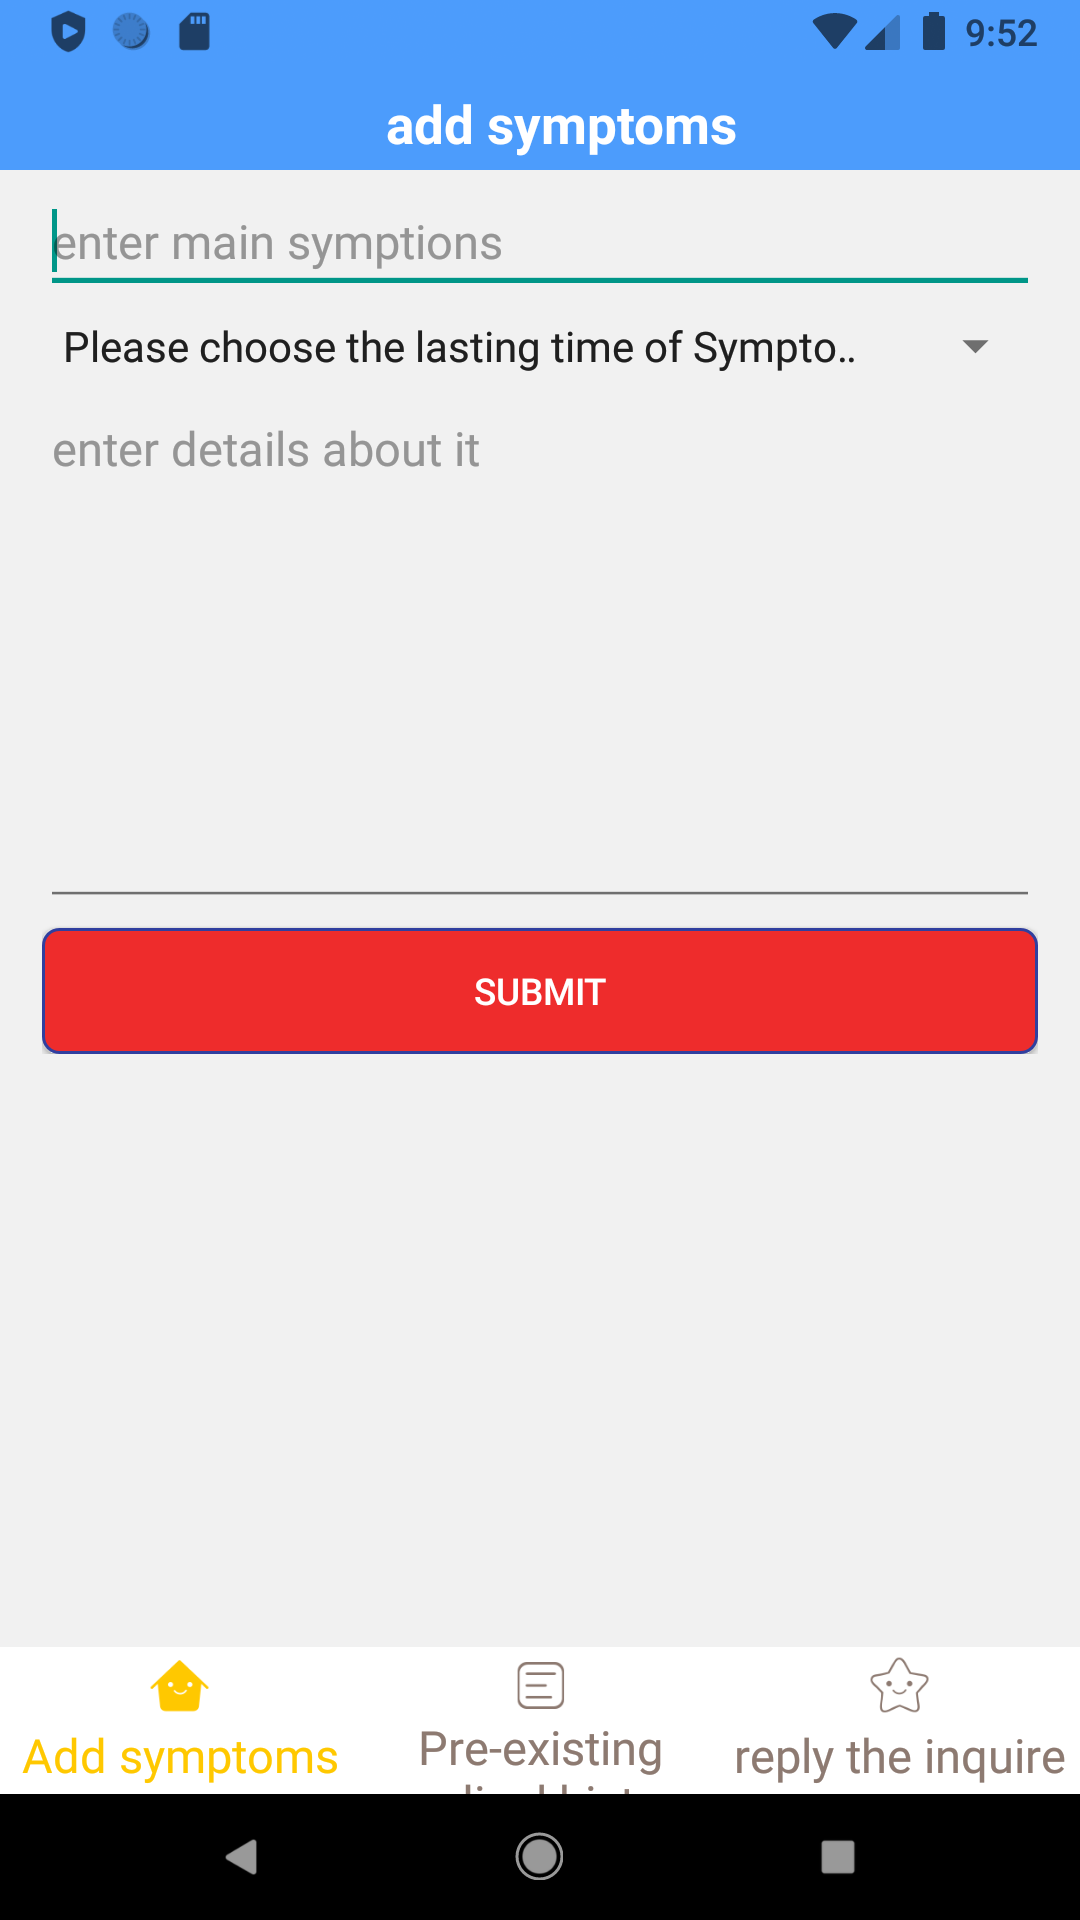 9:52
add symptoms
enter main symptions
Please choose the lasting time of Sympto..
enter details about it
SUBMIT
Add symptoms
Pre-existing
reply the inquire